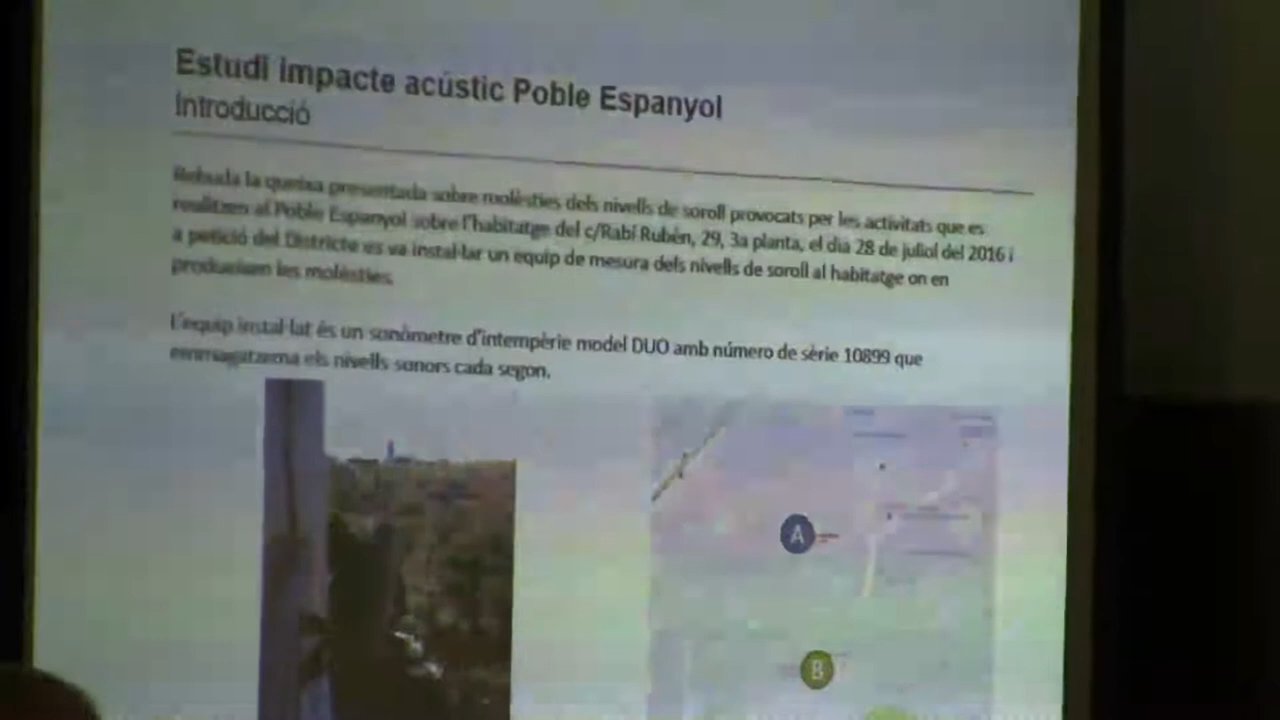 Estudi impacte acústic Poble Espanyol
Introducció
Rebuda la queixa presentada sobre molèsties dels nivells de soroll provocats per les activitats que es
realitzen al Poble Espanyol sobre l'habitatge del c/Rabí Rubén, 29, 3a planta, el dia 28 de juliol del 2016 i
a petició del Districte es va instal·lar un equip de mesura dels nivells de soroll al habitatge on en
produeixen les molèsties.
L'equip instal·lat és un sonòmetre d'intempèrie model DUO amb número de sèrie 10899 que
enmagatzema els nivells sonors cada segon.
A
B